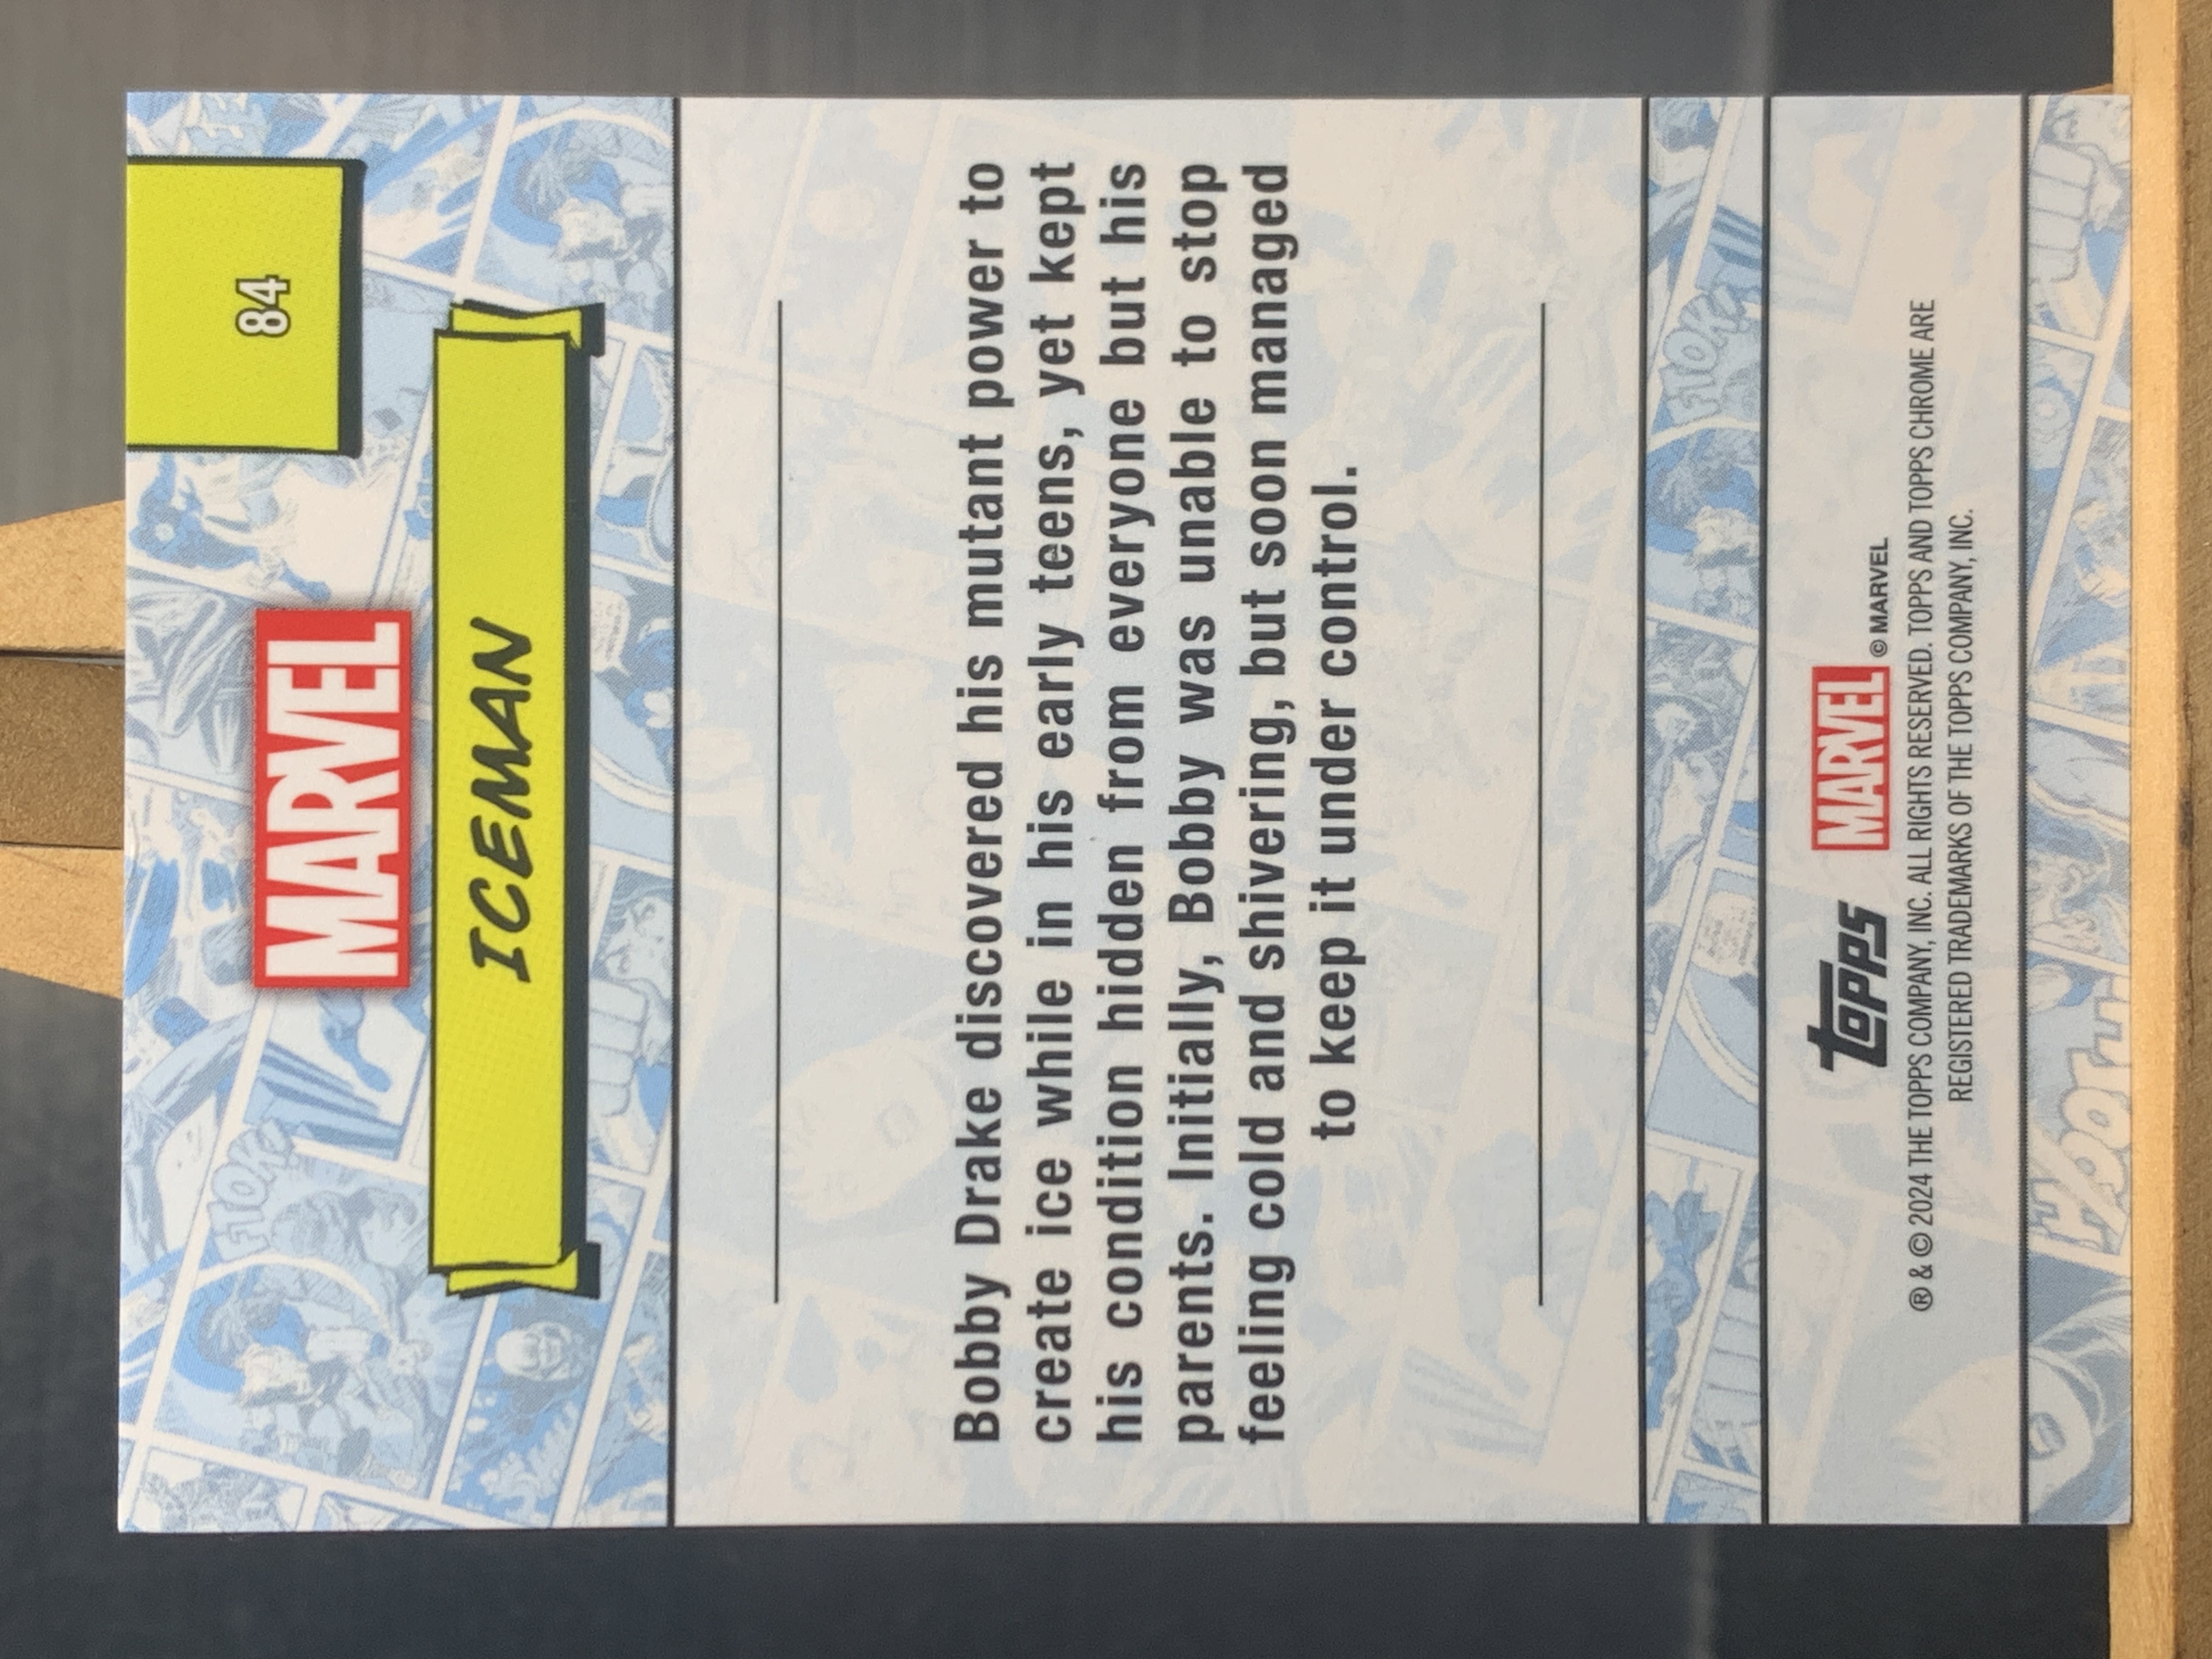 84
MARVEL
ICEMAN
Bobby Drake discovered his mutant power to
create ice while in his early teens, yet kept
his condition hidden from everyone but his
parents. Initially, Bobby was unable to stop
feeling cold and shivering, but soon managed
to keep it under control.
topps MARVEL © MARVEL
® & © 2024 THE TOPPS COMPANY, INC. ALL RIGHTS RESERVED. TOPPS AND TOPPS CHROME ARE
REGISTERED TRADEMARKS OF THE TOPPS COMPANY, INC.
FTOK!
FTOK!